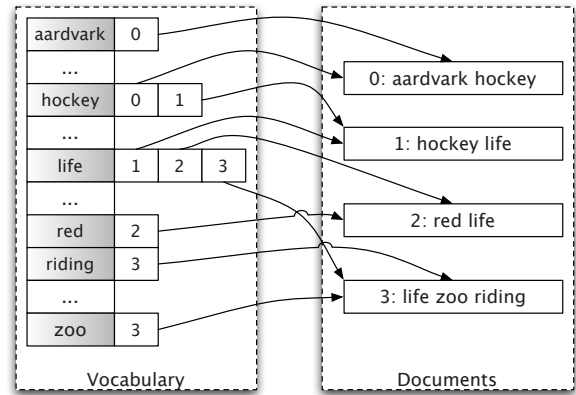 aardvark 0
...
hockey 0 1
...
life 1 2 3
...
red 2
riding 3
...
zoo 3
Vocabulary
0: aardvark hockey
1: hockey life
2: red life
3: life zoo riding
Documents